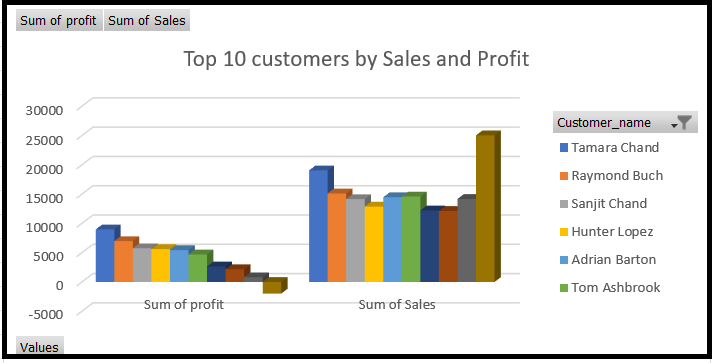 Sum of profit Sum of Sales
Top 10 customers by Sales and Profit
30000
25000
20000
15000
10000
5000
0
-5000
Sum of profit Sum of Sales
Customer_name
Tamara Chand
Raymond Buch
Sanjit Chand
Hunter Lopez
Adrian Barton
Tom Ashbrook
Values